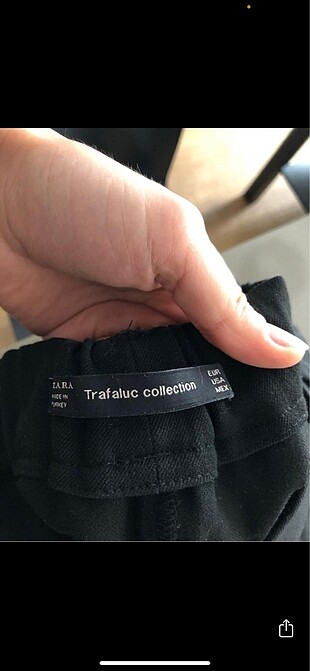 ZARA
MADE IN
TURKEY
Trafaluc collection
EUR
USA
MEX